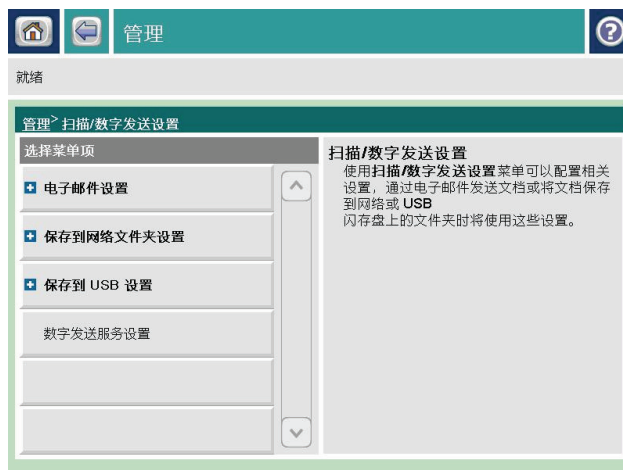 管理
?
就绪
管理> 扫描/数字发送设置
选择菜单项
电子邮件设置
保存到网络文件夹设置
保存到 USB 设置
数字发送服务设置
扫描/数字发送设置
使用扫描/数字发送设置菜单可以配置相关
设置，通过电子邮件发送文档或将文档保存
到网络或 USB
闪存盘上的文件夹时将使用这些设置。